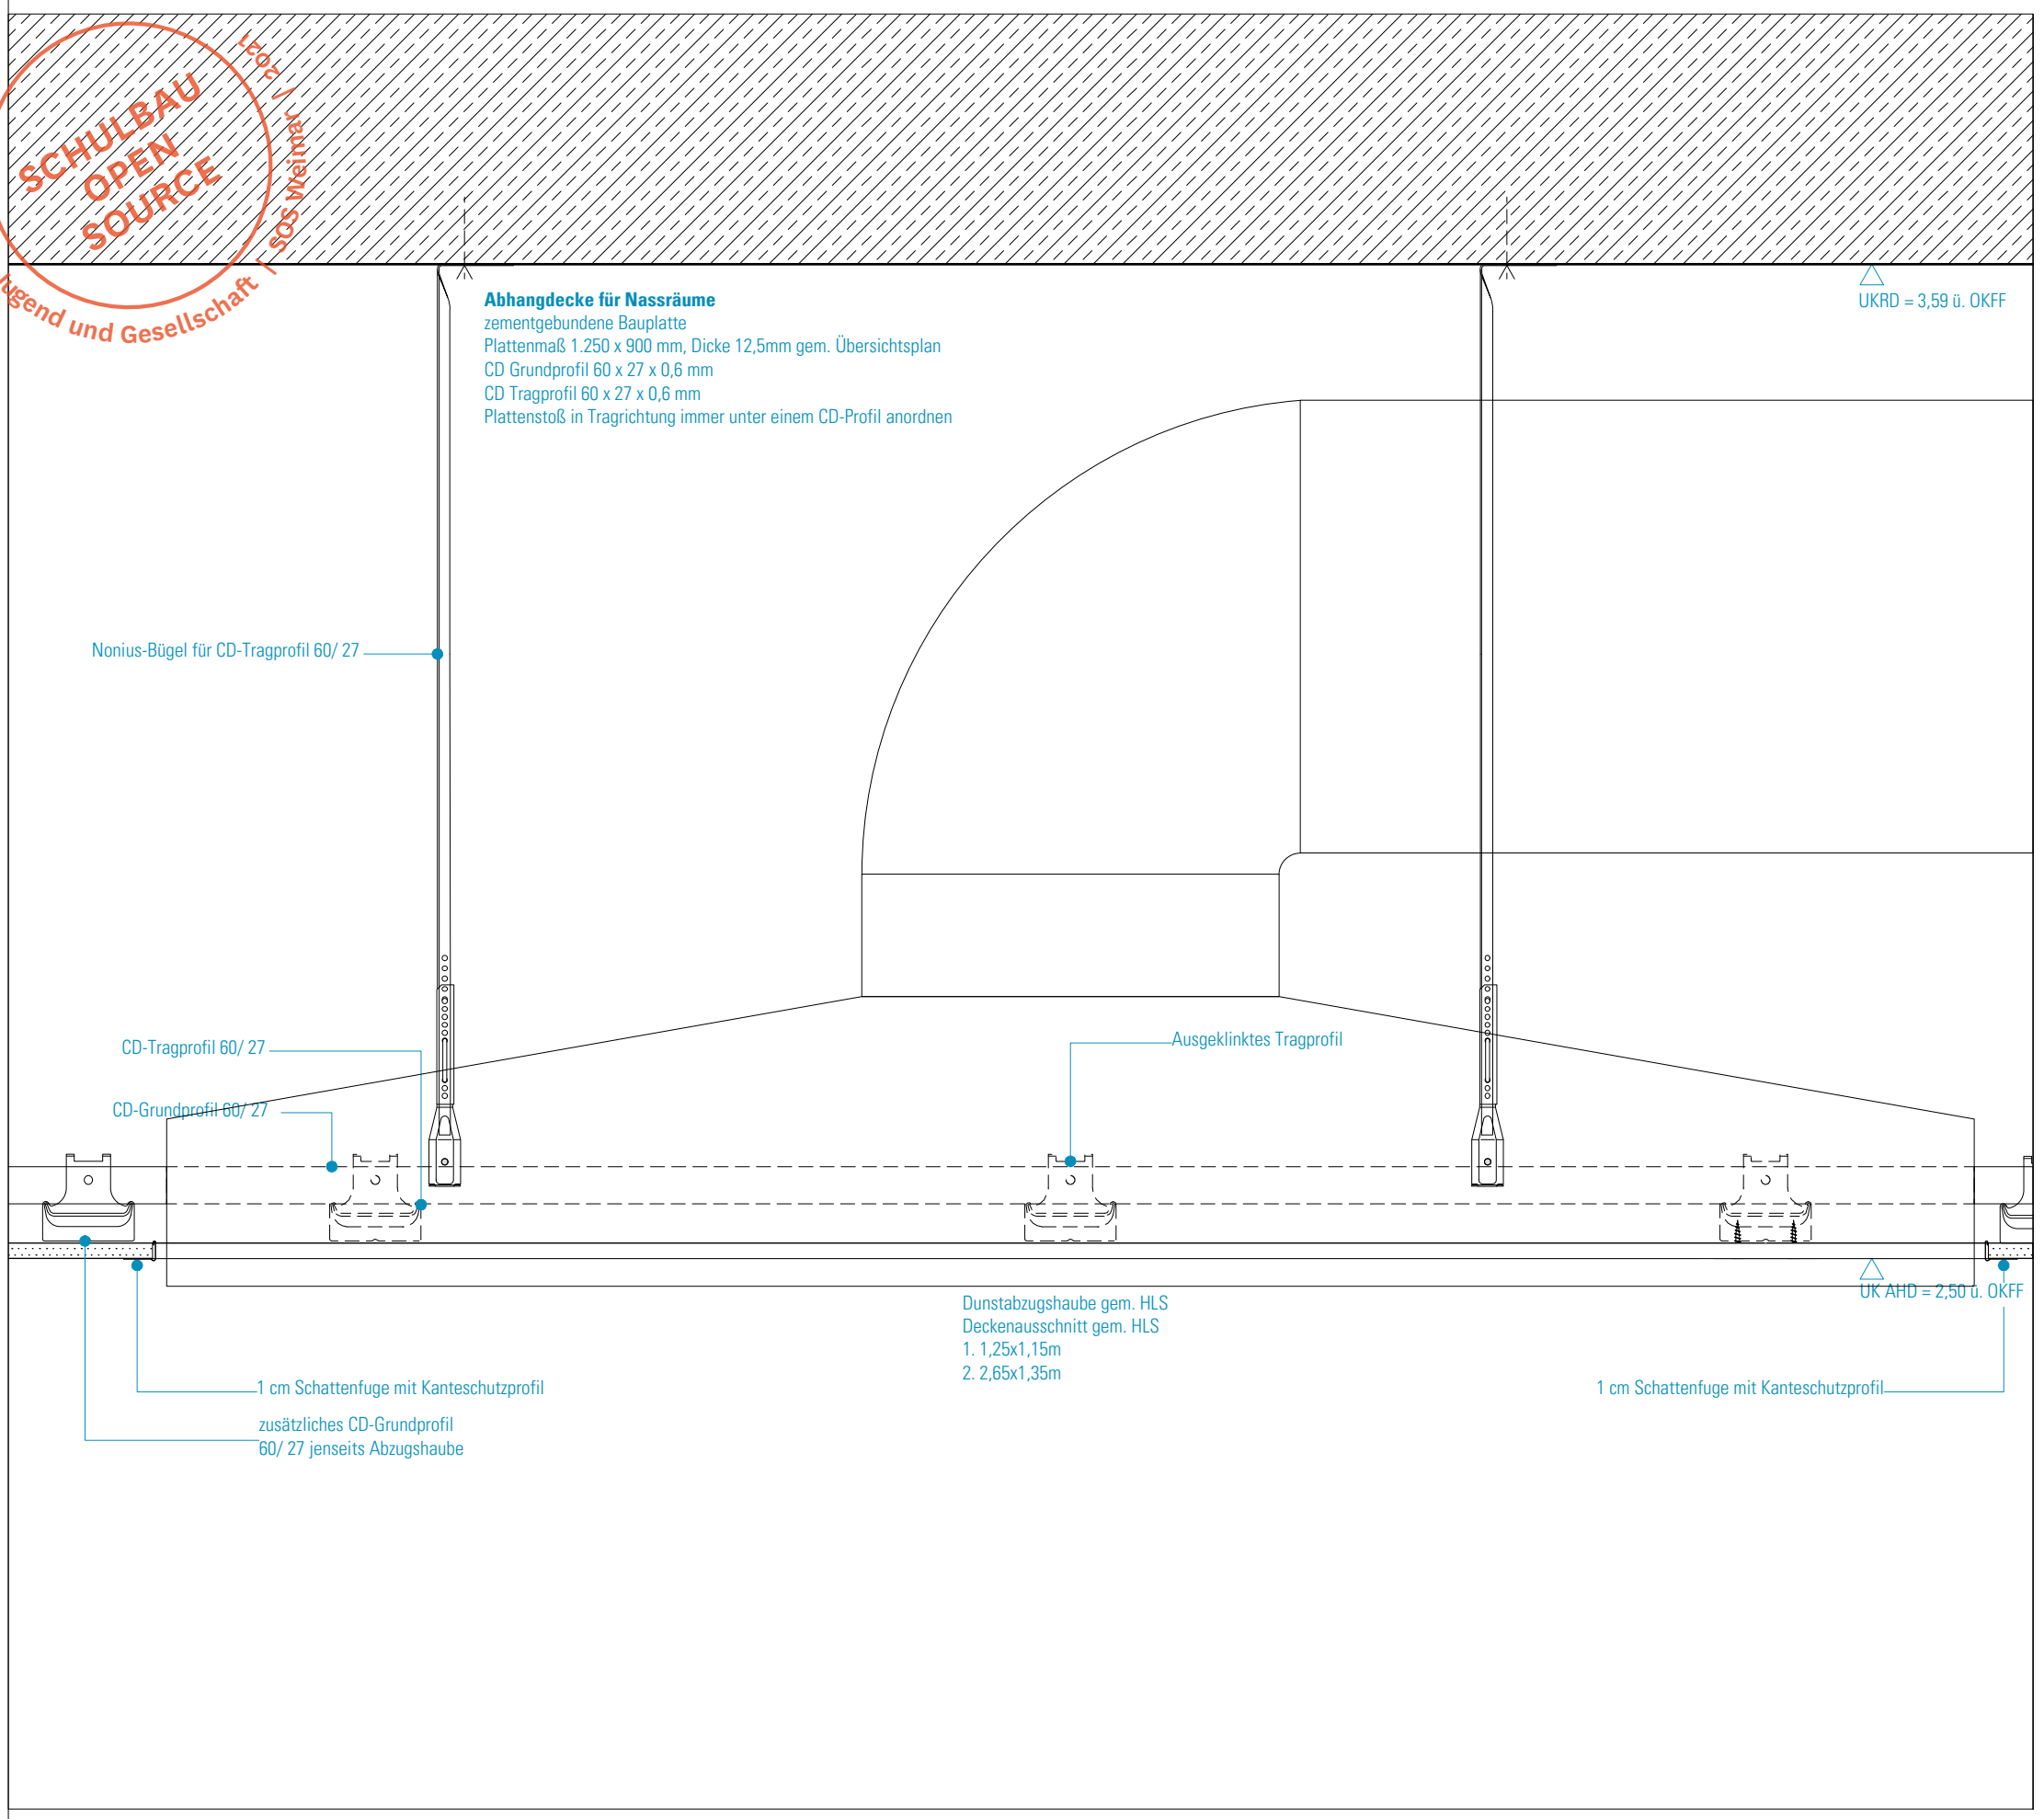 SCHULBAU
OPEN
SOURCE
Jugend und Gesellschaft | SOS Weimar | 2021
Abhangdecke für Nassräume
zementgebundene Bauplatte
Plattenmaß 1.250 x 900 mm, Dicke 12,5mm gem. Übersichtsplan
CD Grundprofil 60 x 27 x 0,6 mm
CD Tragprofil 60 x 27 x 0,6 mm
Plattenstoß in Tragrichtung immer unter einem CD-Profil anordnen
UKRD = 3,59 ü. OKFF
Nonius-Bügel für CD-Tragprofil 60/ 27
CD-Tragprofil 60/ 27
Ausgeklinktes Tragprofil
CD-Grundprofil 60/ 27
UK AHD = 2,50 ü. OKFF
Dunstabzugshaube gem. HLS
Deckenausschnitt gem. HLS
1. 1,25x1,15m
2. 2,65x1,35m
1 cm Schattenfuge mit Kanteschutzprofil
1 cm Schattenfuge mit Kanteschutzprofil
zusätzliches CD-Grundprofil
60/ 27 jenseits Abzugshaube